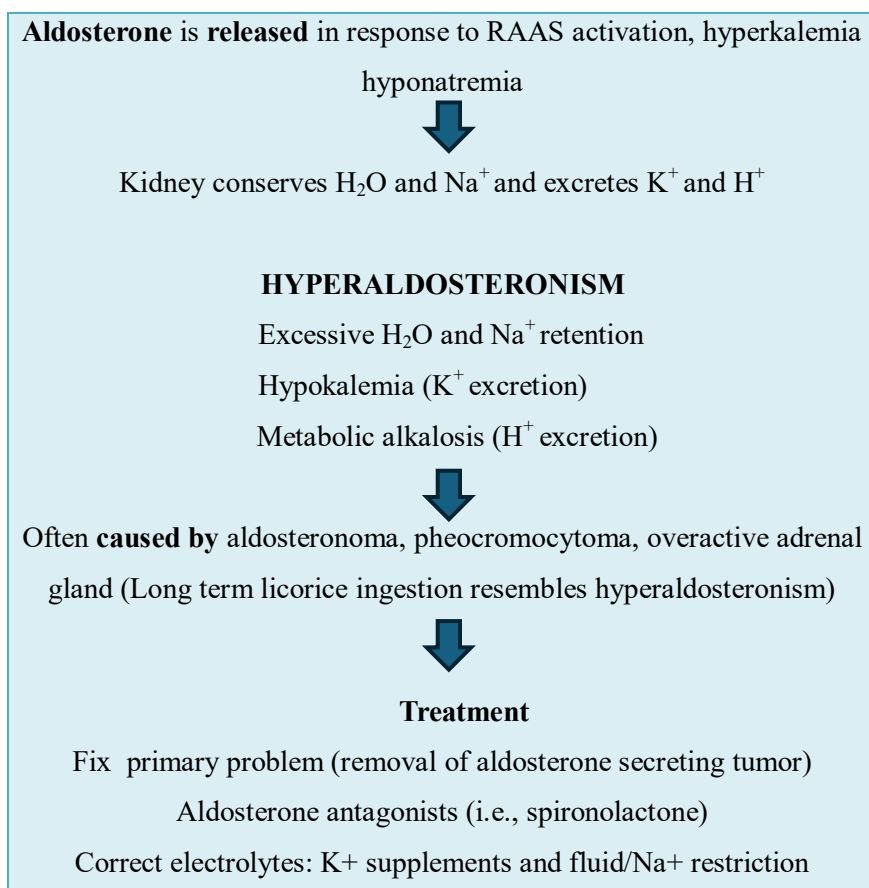 Aldosterone is released in response to RAAS activation, hyperkalemia
hyponatremia
Kidney conserves H₂O and Na⁺ and excretes K⁺ and H⁺
HYPERALDOSTERONISM
Excessive H₂O and Na⁺ retention
Hypokalemia (K⁺ excretion)
Metabolic alkalosis (H⁺ excretion)
Often caused by aldosteronoma, pheocromocytoma, overactive adrenal
gland (Long term licorice ingestion resembles hyperaldosteronism)
Treatment
Fix primary problem (removal of aldosterone secreting tumor)
Aldosterone antagonists (i.e., spironolactone)
Correct electrolytes: K+ supplements and fluid/Na+ restriction